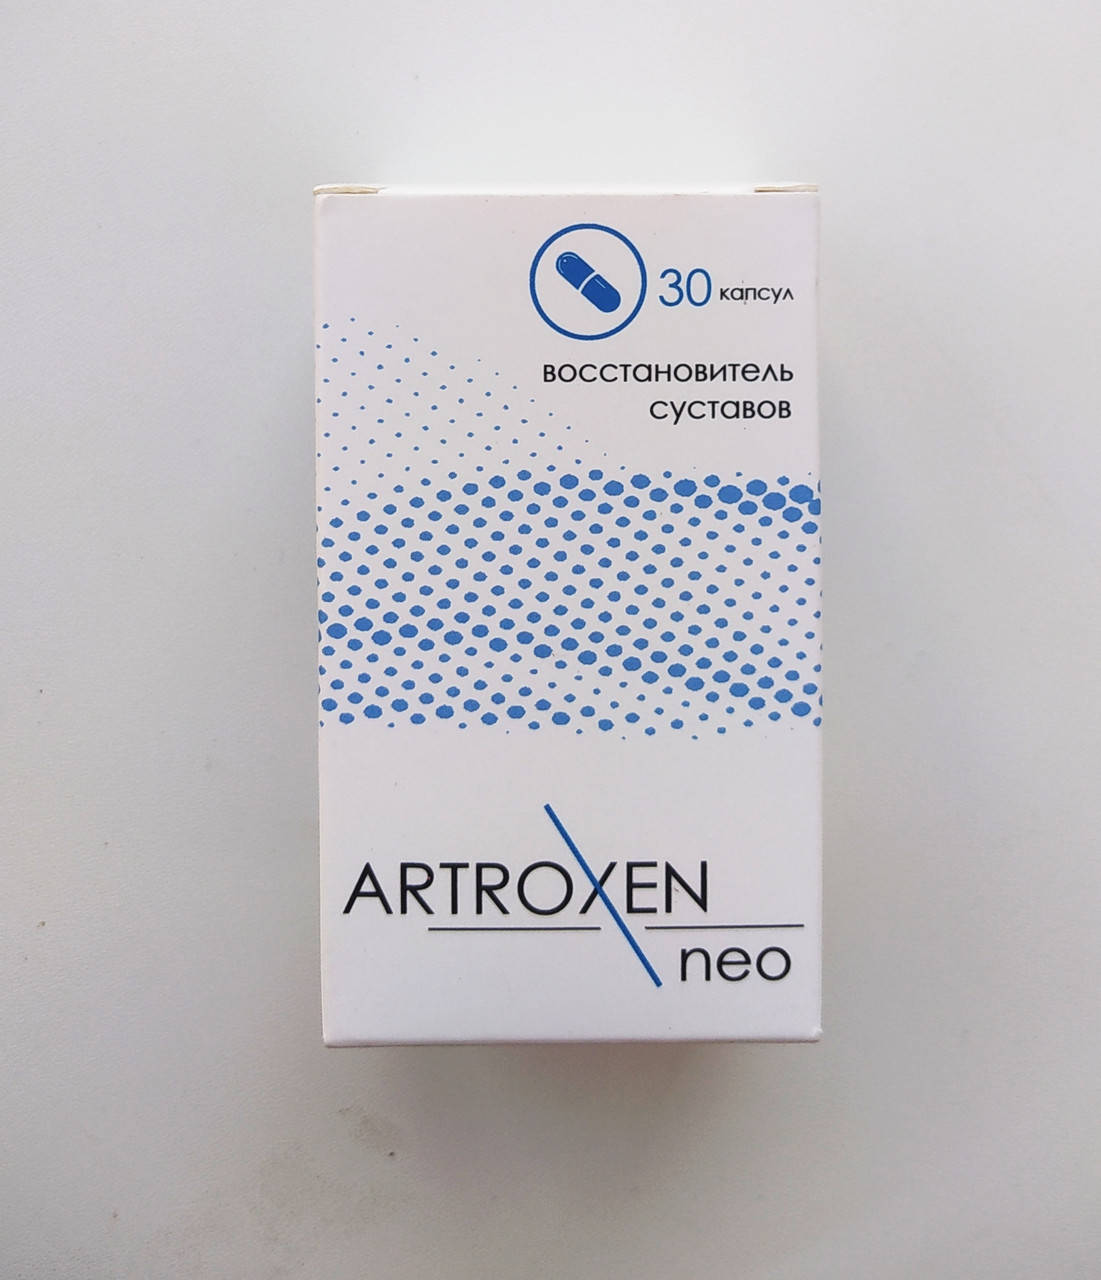 30 капсул
восстановитель
суставов
ARTROXEN
neo